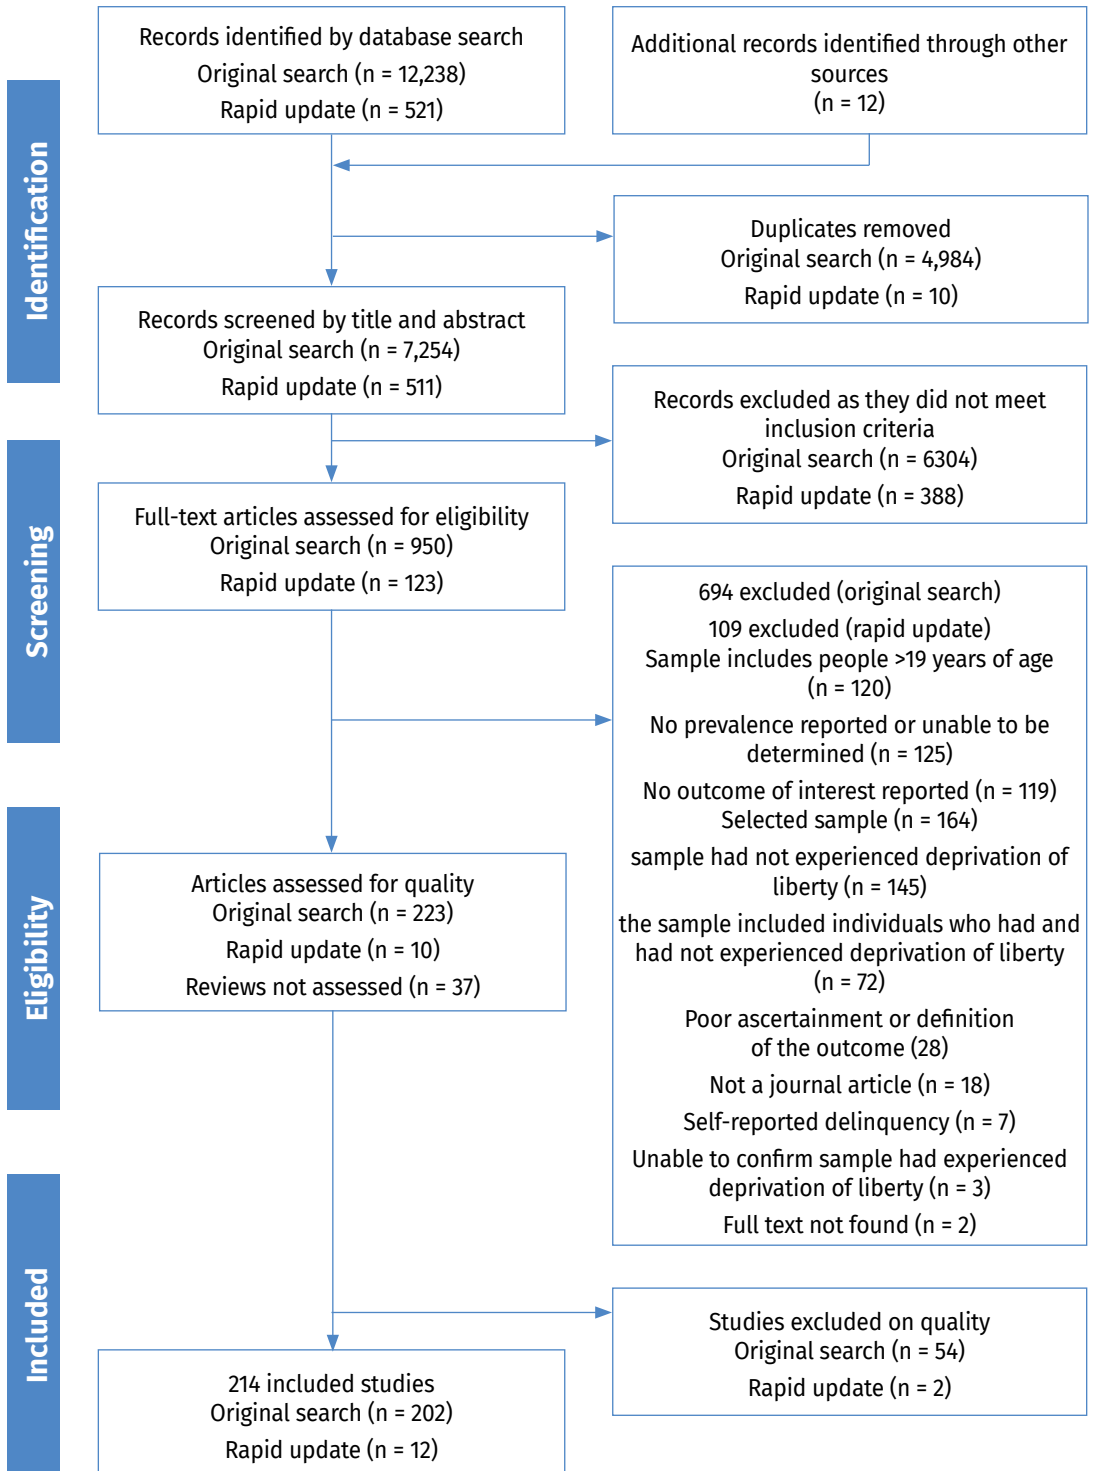 Records identified by database search
Original search (n = 12,238)
Rapid update (n = 521)
Additional records identified through other
sources
(n = 12)
Identification
Duplicates removed
Original search (n = 4,984)
Rapid update (n = 10)
Records screened by title and abstract
Original search (n = 7,254)
Rapid update (n = 511)
Records excluded as they did not meet
inclusion criteria
Original search (n = 6304)
Rapid update (n = 388)
Screening
Full-text articles assessed for eligibility
Original search (n = 950)
Rapid update (n = 123)
694 excluded (original search)
109 excluded (rapid update)
Sample includes people >19 years of age
(n = 120)
No prevalence reported or unable to be
determined (n = 125)
No outcome of interest reported (n = 119)
Selected sample (n = 164)
sample had not experienced deprivation of
liberty (n = 145)
the sample included individuals who had and
had not experienced deprivation of liberty
(n = 72)
Poor ascertainment or definition
of the outcome (28)
Not a journal article (n = 18)
Self-reported delinquency (n = 7)
Unable to confirm sample had experienced
deprivation of liberty (n = 3)
Full text not found (n = 2)
Eligibility
Articles assessed for quality
Original search (n = 223)
Rapid update (n = 10)
Reviews not assessed (n = 37)
Studies excluded on quality
Original search (n = 54)
Rapid update (n = 2)
Included
214 included studies
Original search (n = 202)
Rapid update (n = 12)